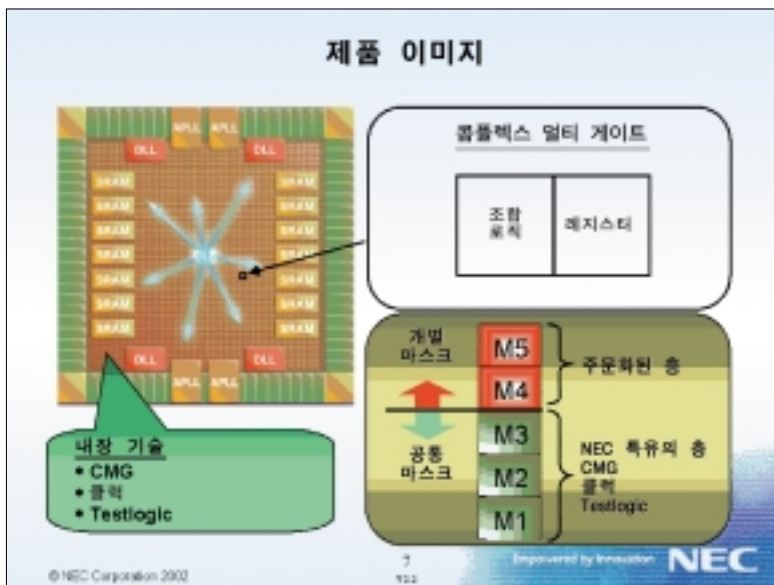 제품 이미지
APLL APLL
DLL DLL
SRAM SRAM
SRAM SRAM
SRAM SRAM
SRAM SRAM
SRAM SRAM
SRAM SRAM
SRAM SRAM
DLL DLL
APLL APLL
내장 기술
• CMG
• 클럭
• Testlogic
콤플렉스 멀티 게이트
조합
로직
레지스터
개별
마스크
공통
마스크
M5
M4
M3
M2
M1
주문화된 층
NEC 특유의 층
CMG
클럭
Testlogic
© NEC Corporation 2002
7
Empowered by Innovation NEC